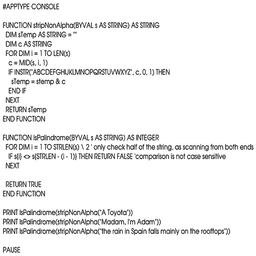 #APPTYPE CONSOLE
FUNCTION stripNonAlpha(BYVAL s AS STRING) AS STRING
DIM sTemp AS STRING = ""
DIM c AS STRING
FOR DIM i = 1 TO LEN(s)
c = MID(s, i, 1)
IF INSTR("ABCDEFGHIJKLMNOPQRSTUVWXYZ", c, 0, 1) THEN
sTemp = stemp & c
END IF
NEXT
RETURN sTemp
END FUNCTION
FUNCTION IsPalindrome(BYVAL s AS STRING) AS INTEGER
FOR DIM i = 1 TO STRLEN(s) \ 2 ' only check half of the string, as scanning from both ends
IF s{i} <> s{STRLEN - (i - 1)} THEN RETURN FALSE 'comparison is not case sensitive
NEXT
RETURN TRUE
END FUNCTION
PRINT IsPalindrome(stripNonAlpha("A Toyota"))
PRINT IsPalindrome(stripNonAlpha("Madam, I'm Adam"))
PRINT IsPalindrome(stripNonAlpha("the rain in Spain falls mainly on the rooftops"))
PAUSE